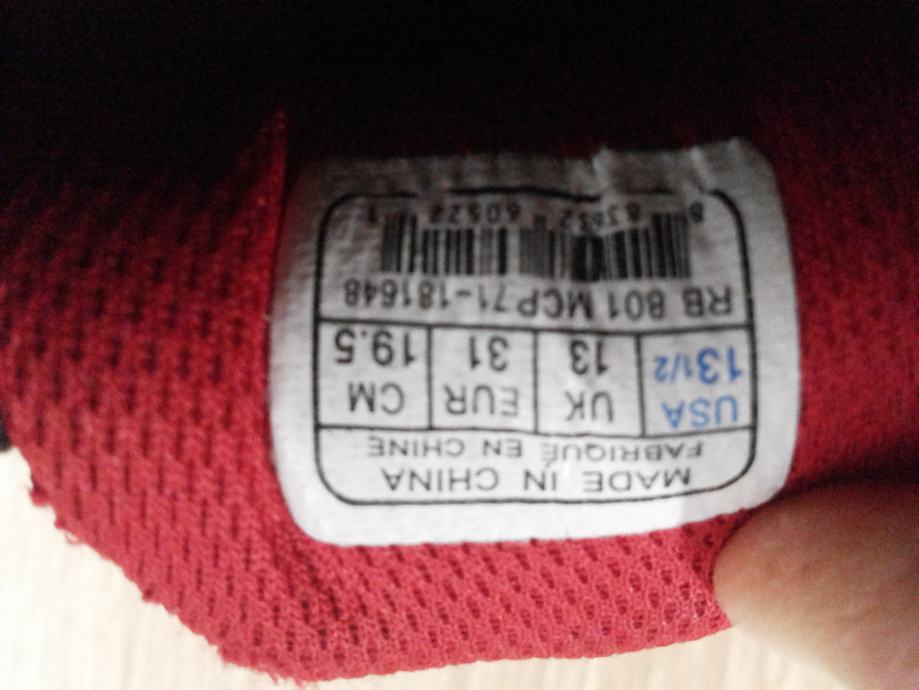 MADE IN CHINA
FABRIQUÉ EN CHINE
USA UK EUR CM
13 1/2 13 31 19.5
RB 801 MCP71-181648